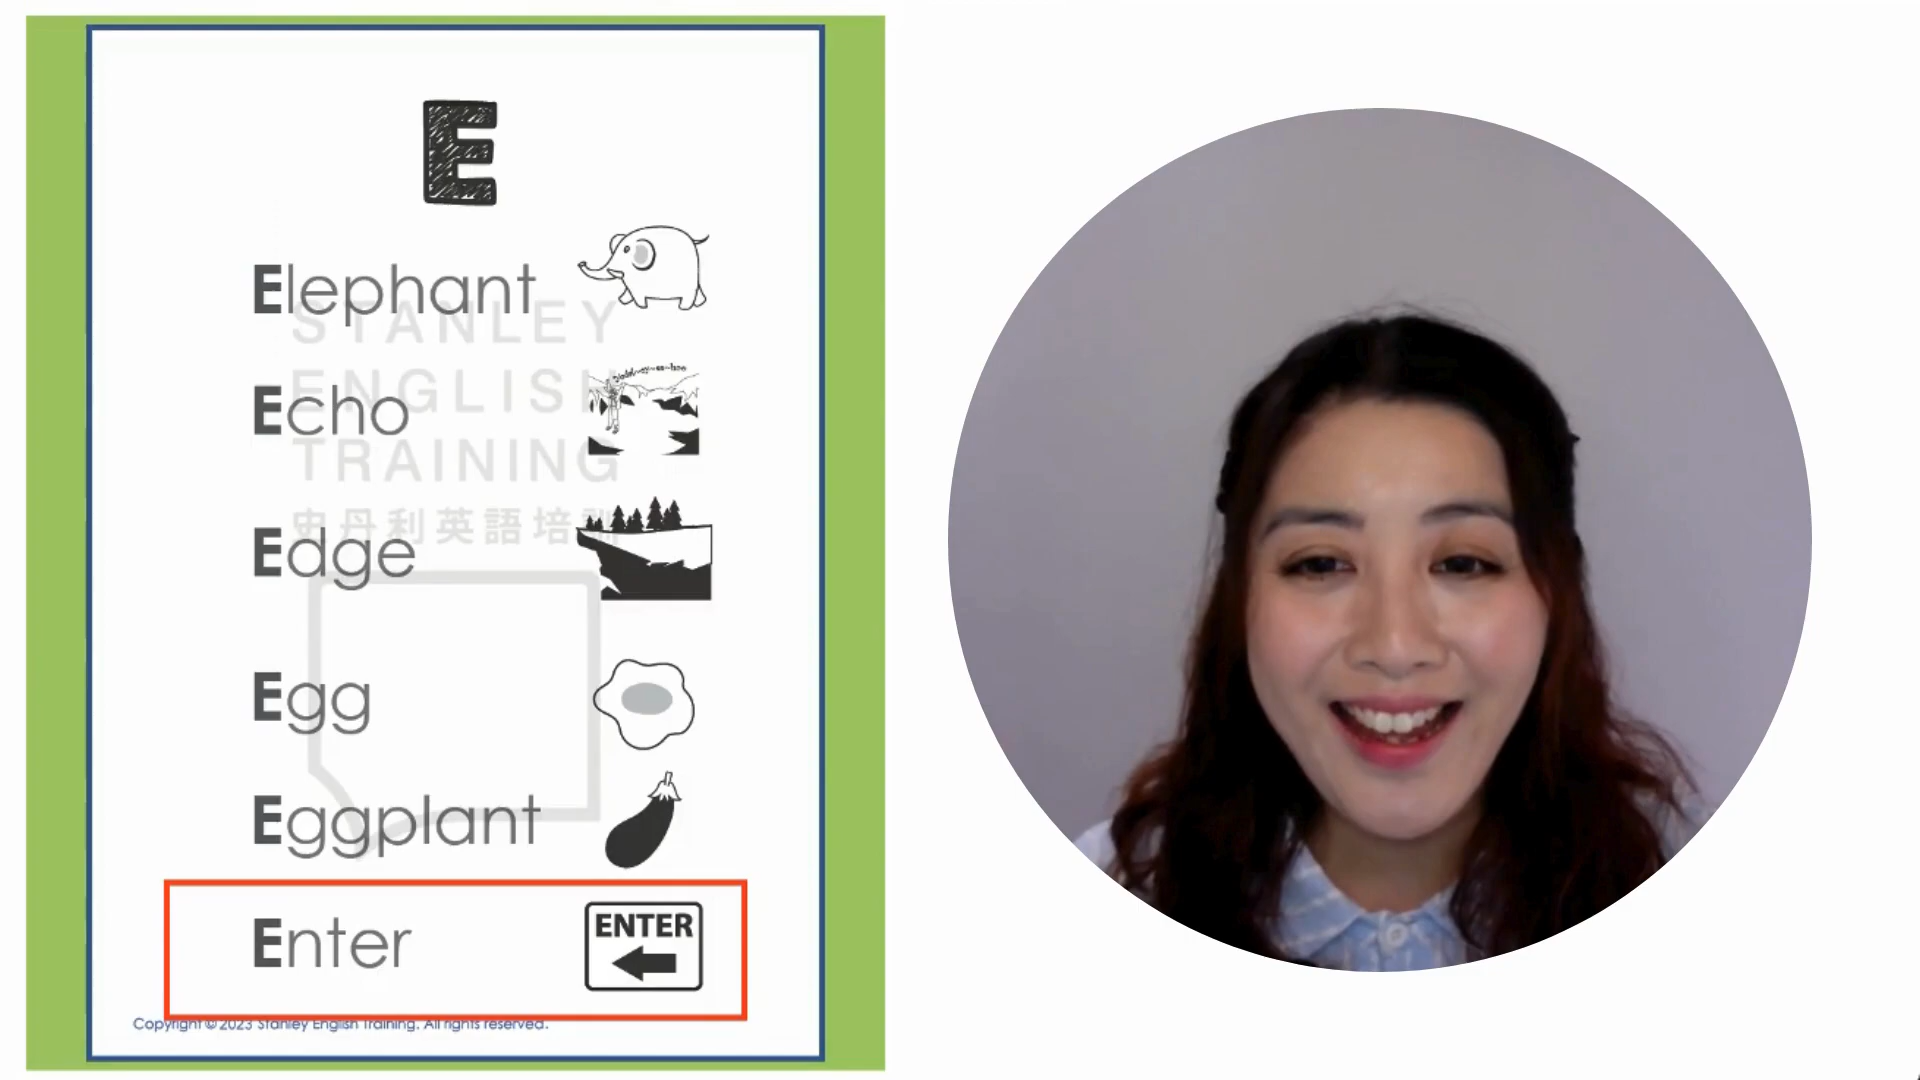 E
Elephant
STANLEY
Echo
ENGLISH
TRAINING
Edge
史丹利英語培訓
Egg
Eggplant
Enter
ENTER
Copyright © 2023 Stanley English Training. All rights reserved.